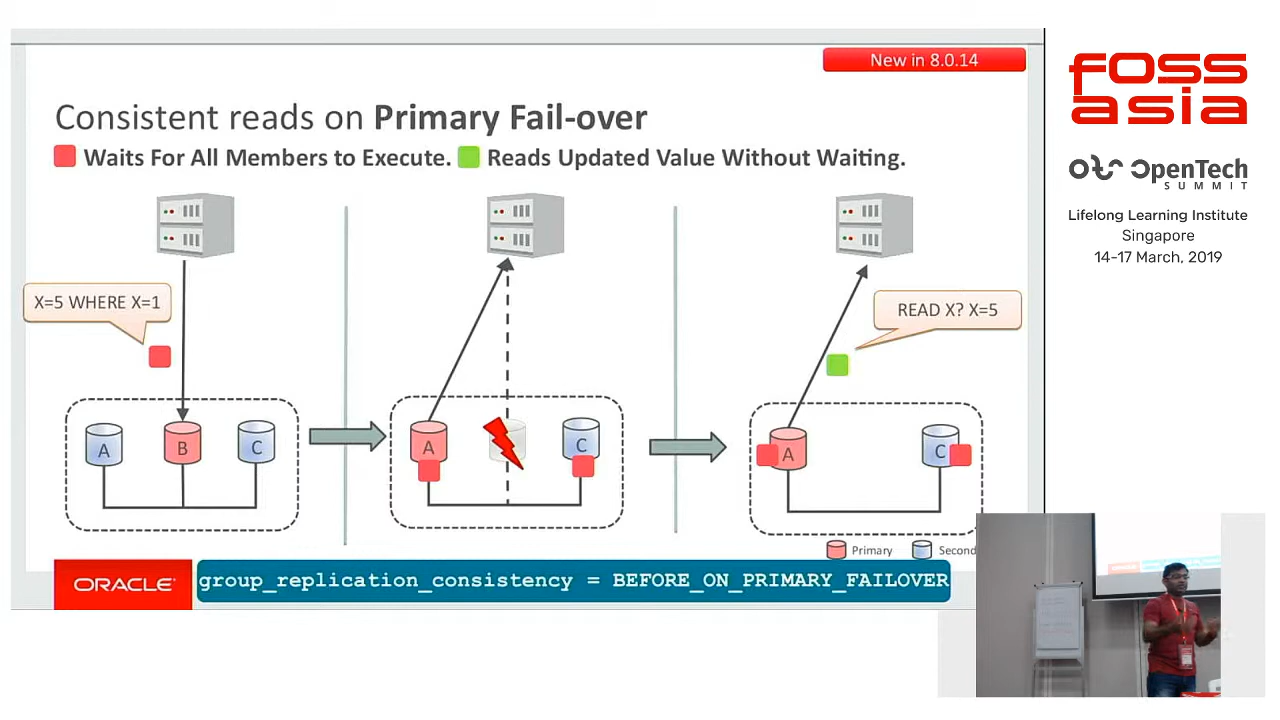 New in 8.0.14
Consistent reads on Primary Fail-over
Waits For All Members to Execute. Reads Updated Value Without Waiting.
X=5 WHERE X=1
READ X? X=5
A
B
C
A
C
A
C
Primary
Second
ORACLE
group_replication_consistency = BEFORE_ON_PRIMARY_FAILOVER
FOSS
asia
OpenTech
SUMMIT
Lifelong Learning Institute
Singapore
14-17 March, 2019